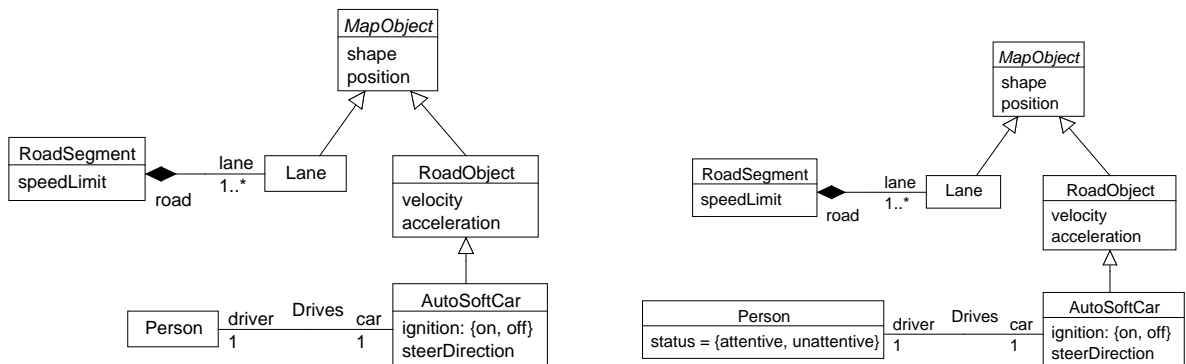 MapObject
shape
position
RoadSegment
speedLimit
road
lane
1..*
Lane
RoadObject
velocity
acceleration
Person
driver
1
Drives
car
1
AutoSoftCar
ignition: {on, off}
steerDirection
MapObject
shape
position
RoadSegment
speedLimit
road
lane
1..*
Lane
RoadObject
velocity
acceleration
Person
status = {attentive, unattentive}
driver
1
Drives
car
1
AutoSoftCar
ignition: {on, off}
steerDirection